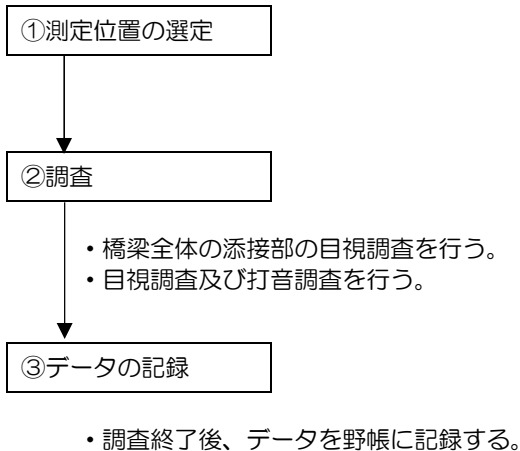 ①測定位置の選定
②調査
・橋梁全体の添接部の目視調査を行う。
・目視調査及び打音調査を行う。
③データの記録
・調査終了後、データを野帳に記録する。